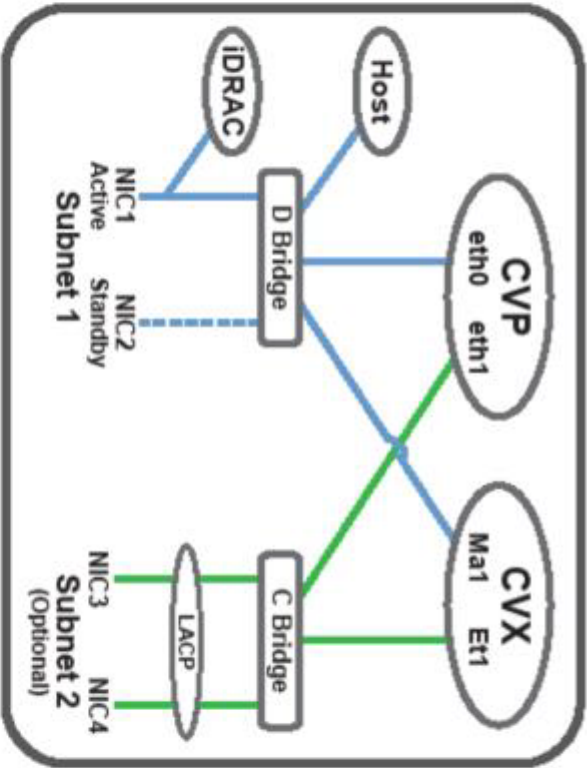 CVP
eth0 eth1
CVX
Ma1 Et1
Host
iDRAC
D Bridge
C Bridge
LACP
NIC1
Active
NIC2
Standby
NIC3
NIC4
Subnet 1
Subnet 2
(Optional)